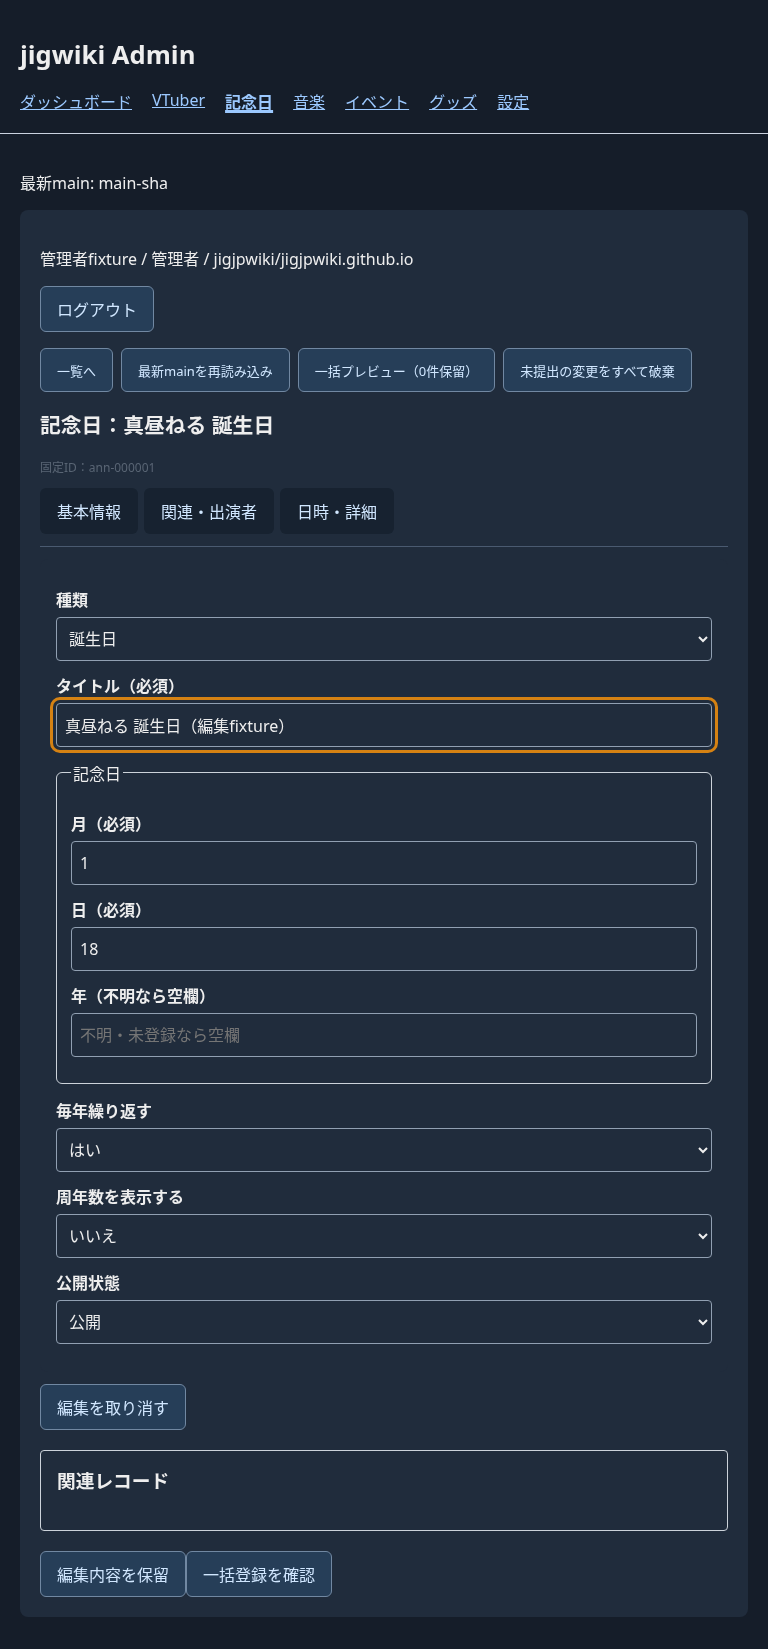 jigwiki Admin
ダッシュボード VTuber 記念日 音楽 イベント グッズ 設定
最新main: main-sha
管理者fixture / 管理者 / jigjpwiki/jigjpwiki.github.io
ログアウト
一覧へ 最新mainを再読み込み 一括プレビュー（0件保留） 未提出の変更をすべて破棄
記念日：真昼ねる 誕生日
固定ID：ann-000001
基本情報 関連・出演者 日時・詳細
種類
誕生日
タイトル（必須）
真昼ねる 誕生日（編集fixture）
記念日
月（必須）
1
日（必須）
18
年（不明なら空欄）
不明・未登録なら空欄
毎年繰り返す
はい
周年数を表示する
いいえ
公開状態
公開
編集を取り消す
関連レコード
編集内容を保留 一括登録を確認